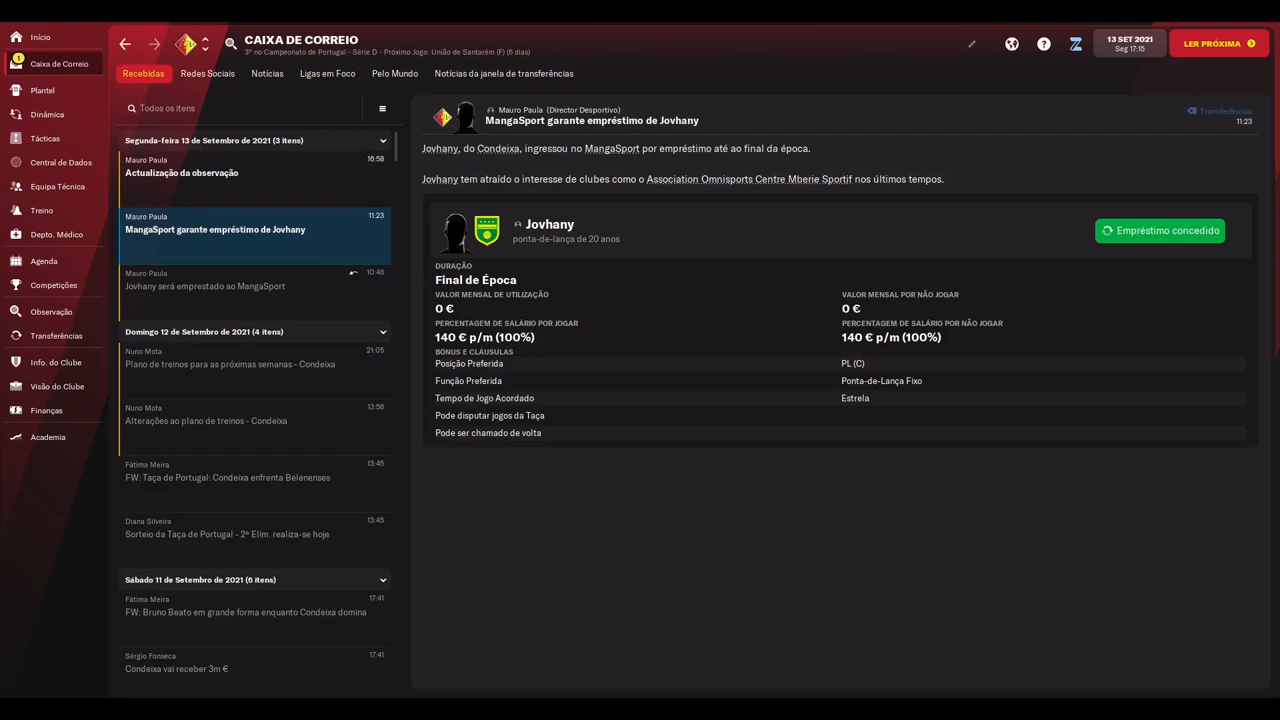 Início
Caixa de Correio
1
Plantel
Dinâmica
Tácticas
Central de Dados
Equipa Técnica
Treino
Depto. Médico
Agenda
Competições
Observação
Transferências
Info. do Clube
Visão do Clube
Finanças
Academia
CAIXA DE CORREIO
3º no Campeonato de Portugal - Série D - Próximo Jogo: União de Santarém (F) (6 dias)
13 SET 2021
Seg 17:15
LER PRÓXIMA
Recebidas Redes Sociais Notícias Ligas em Foco Pelo Mundo Notícias da janela de transferências
Todos os itens
Segunda-feira 13 de Setembro de 2021 (3 itens)
Mauro Paula 16:58
Actualização da observação
Mauro Paula 11:23
MangaSport garante empréstimo de Jovhany
Mauro Paula 10:46
Jovhany será emprestado ao MangaSport
Domingo 12 de Setembro de 2021 (4 itens)
Nuno Mota 21:05
Plano de treinos para as próximas semanas - Condeixa
Nuno Mota 13:56
Alterações ao plano de treinos - Condeixa
Fátima Meira 13:45
FW: Taça de Portugal: Condeixa enfrenta Belenenses
Diana Silveira 13:45
Sorteio da Taça de Portugal - 2ª Elim. realiza-se hoje
Sábado 11 de Setembro de 2021 (6 itens)
Fátima Meira 17:41
FW: Bruno Beato em grande forma enquanto Condeixa domina
Sérgio Fonseca 17:41
Condeixa vai receber 3m €
Mauro Paula (Director Desportivo)
MangaSport garante empréstimo de Jovhany
Transferências
11:23
Jovhany, do Condeixa, ingressou no MangaSport por empréstimo até ao final da época.
Jovhany tem atraído o interesse de clubes como o Association Omnisports Centre Mberie Sportif nos últimos tempos.
Jovhany
ponta-de-lança de 20 anos
Empréstimo concedido
DURAÇÃO
Final de Época
VALOR MENSAL DE UTILIZAÇÃO VALOR MENSAL POR NÃO JOGAR
0 € 0 €
PERCENTAGEM DE SALÁRIO POR JOGAR PERCENTAGEM DE SALÁRIO POR NÃO JOGAR
140 € p/m (100%) 140 € p/m (100%)
BÓNUS E CLÁUSULAS
Posição Preferida PL (C)
Função Preferida Ponta-de-Lança Fixo
Tempo de Jogo Acordado Estrela
Pode disputar jogos da Taça
Pode ser chamado de volta